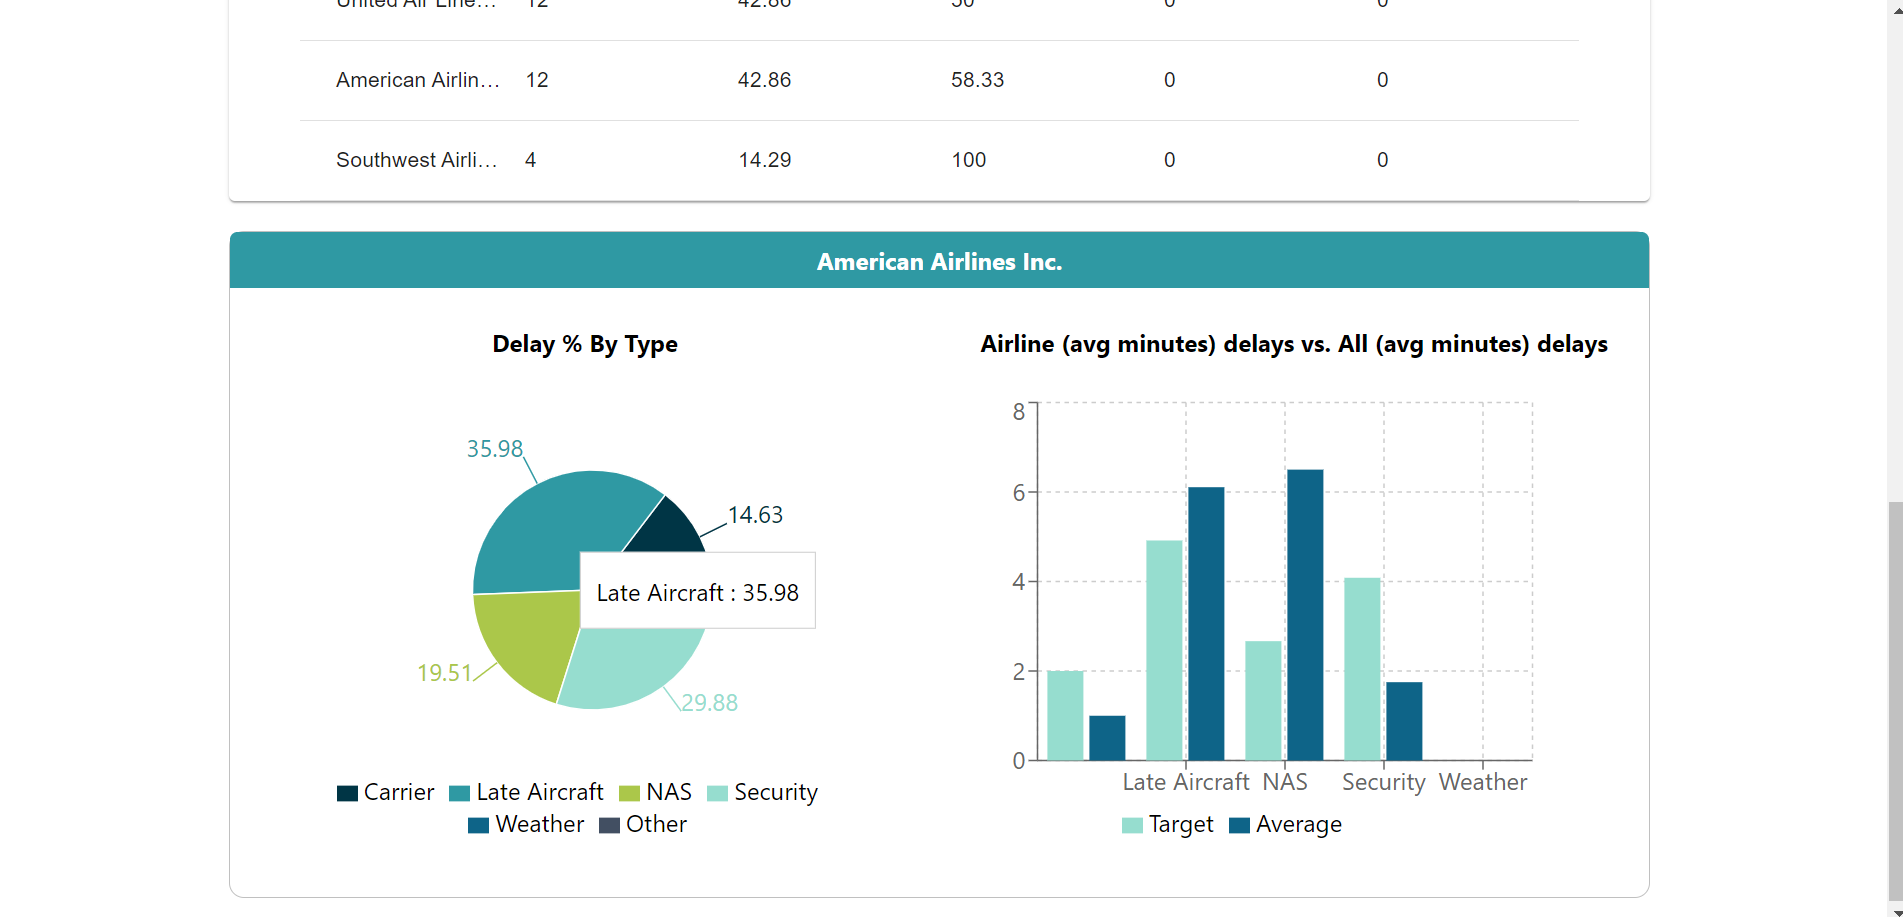 United Air Line... 12 42.86 50 0 0
American Airlin... 12 42.86 58.33 0 0
Southwest Airli... 4 14.29 100 0 0
American Airlines Inc.
Delay % By Type
35.98
14.63
Late Aircraft : 35.98
19.51
29.88
Carrier Late Aircraft NAS Security
Weather Other
Airline (avg minutes) delays vs. All (avg minutes) delays
8
6
4
2
0
Late Aircraft NAS Security Weather
Target Average